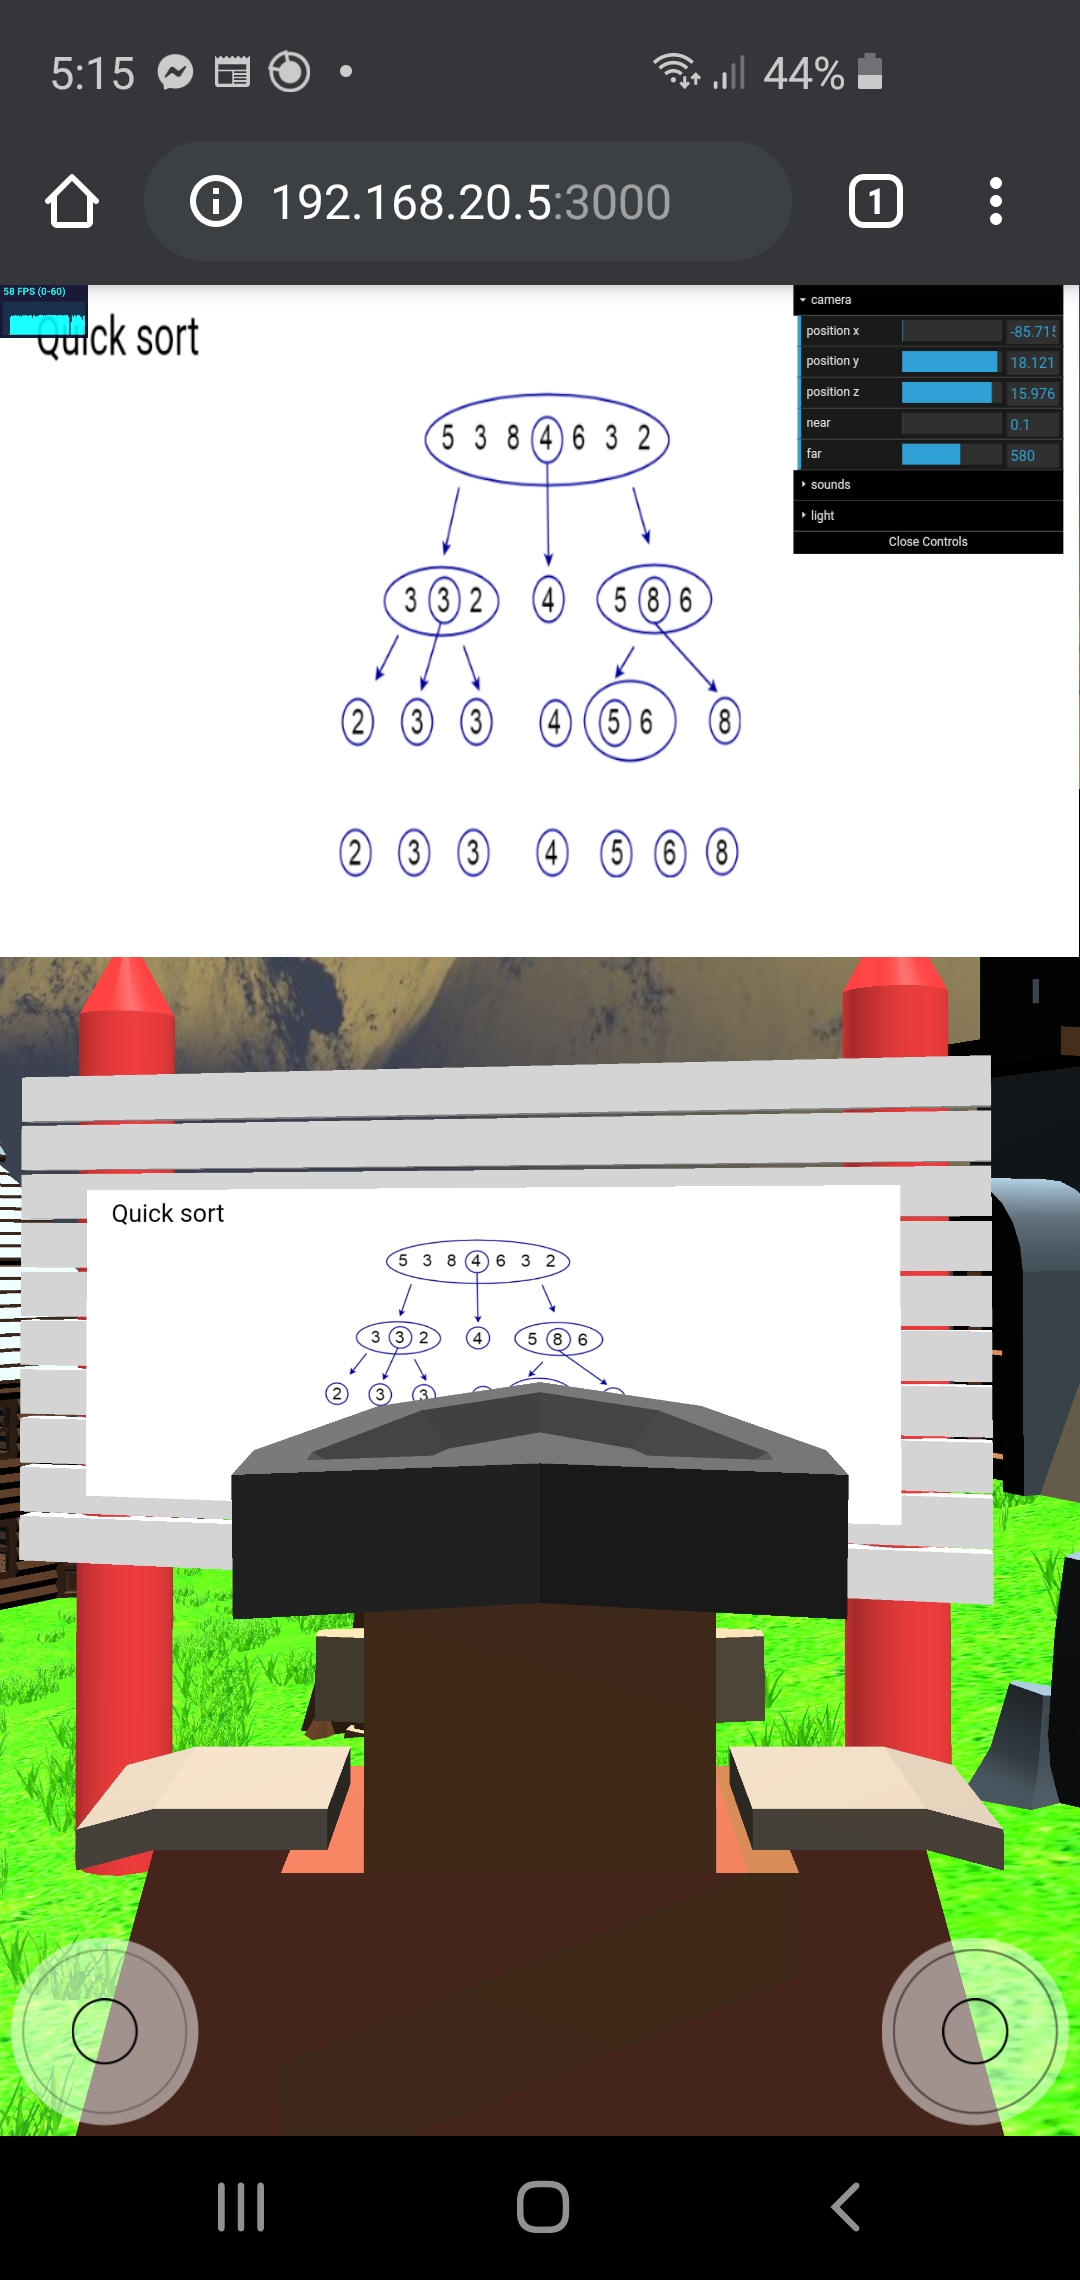 5:15 44%
192.168.20.5:3000 1
58 FPS (0-60)
Quick sort
camera
position x -85.715
position y 18.121
position z 15.976
near 0.1
far 580
sounds
light
Close Controls
5 3 8 4 6 3 2
3 3 2 4 5 8 6
2 3 3 4 5 6 8
2 3 3 4 5 6 8
Quick sort
5 3 8 4 6 3 2
3 3 2 4 5 8 6
2 3 3